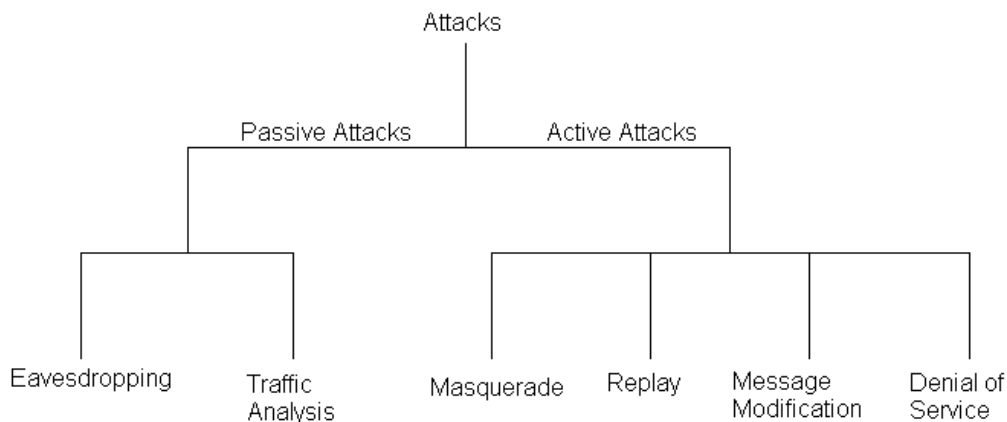 Attacks
Passive Attacks
Active Attacks
Eavesdropping
Traffic
Analysis
Masquerade
Replay
Message
Modification
Denial of
Service